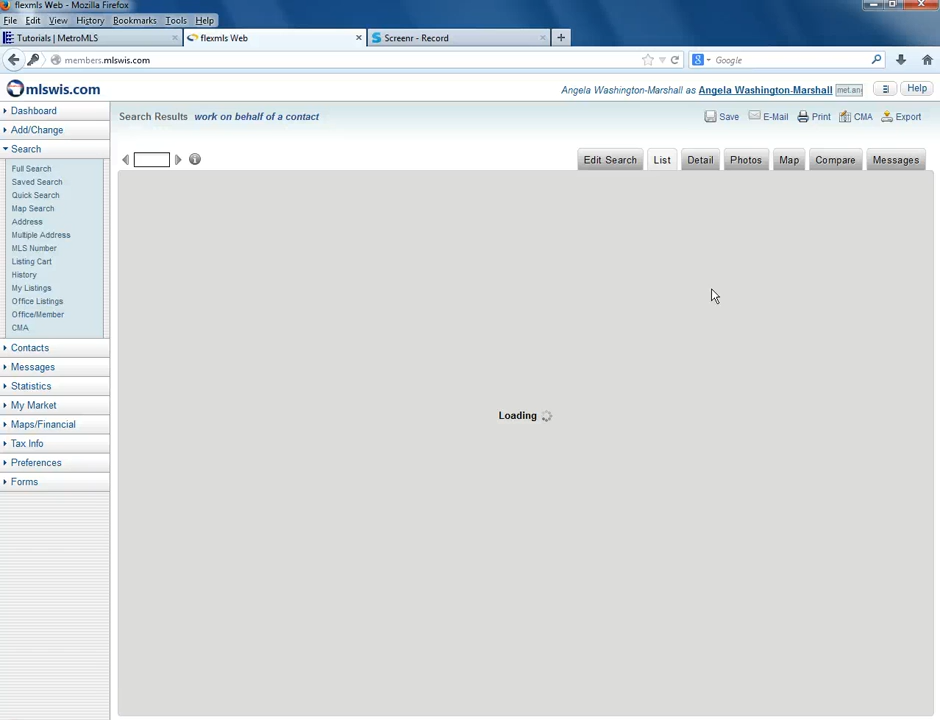 flexmls Web - Mozilla Firefox
File Edit View History Bookmarks Tools Help
Tutorials | MetroMLS
flexmls Web
Screenr - Record
members.mlswis.com
Google
mlswis.com
Angela Washington-Marshall as Angela Washington-Marshall met.an
Help
Dashboard
Add/Change
Search
Full Search
Saved Search
Quick Search
Map Search
Address
Multiple Address
MLS Number
Listing Cart
History
My Listings
Office Listings
Office/Member
CMA
Contacts
Messages
Statistics
My Market
Maps/Financial
Tax Info
Preferences
Forms
Search Results work on behalf of a contact
Save E-Mail Print CMA Export
Edit Search List Detail Photos Map Compare Messages
Loading